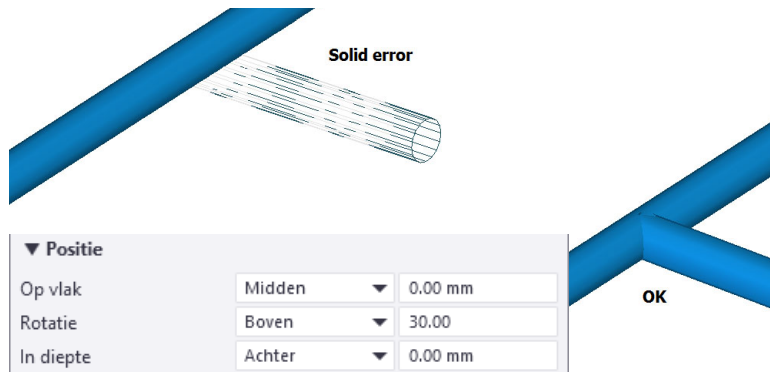 Solid error
▼ Positie
Op vlak Midden 0.00 mm
Rotatie Boven 30.00
In diepte Achter 0.00 mm
OK